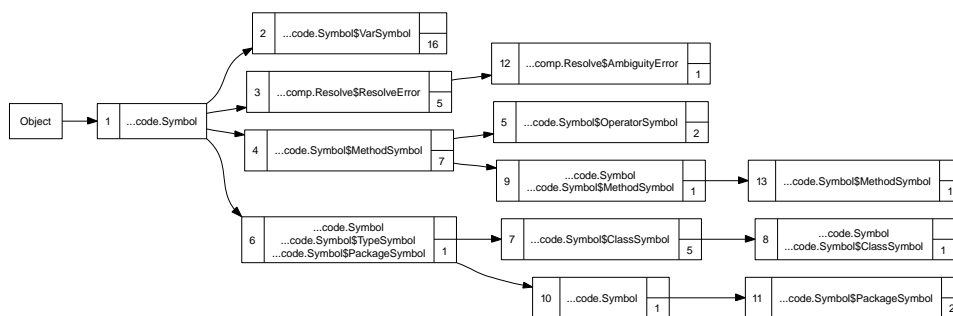 2 ...code.Symbol$VarSymbol
16
12 ...comp.Resolve$AmbiguityError
1
3 ...comp.Resolve$ResolveError
5
Object
1 ...code.Symbol
5 ...code.Symbol$OperatorSymbol
2
4 ...code.Symbol$MethodSymbol
7
9
...code.Symbol
...code.Symbol$MethodSymbol
1
13 ...code.Symbol$MethodSymbol
1
6
...code.Symbol
...code.Symbol$TypeSymbol
...code.Symbol$PackageSymbol
1
7 ...code.Symbol$ClassSymbol
5
8
...code.Symbol
...code.Symbol$ClassSymbol
1
10 ...code.Symbol
1
11 ...code.Symbol$PackageSymbol
2